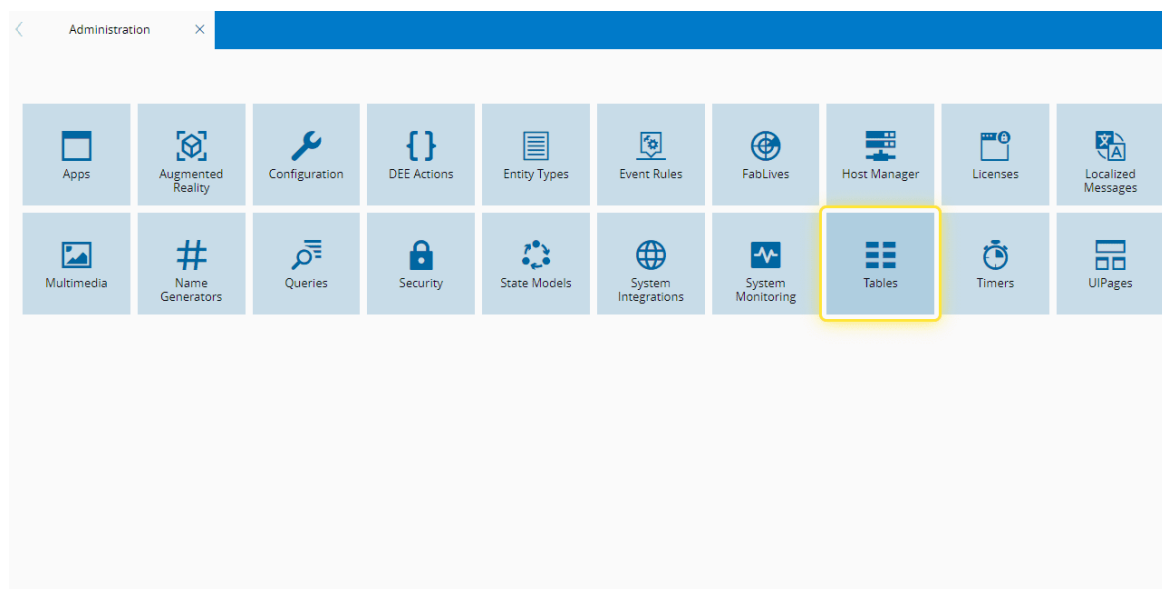 Administration
Apps
Augmented
Reality
Configuration
DEE Actions
Entity Types
Event Rules
FabLives
Host Manager
Licenses
Localized
Messages
Multimedia
Name
Generators
Queries
Security
State Models
System
Integrations
System
Monitoring
Tables
Timers
UIPages